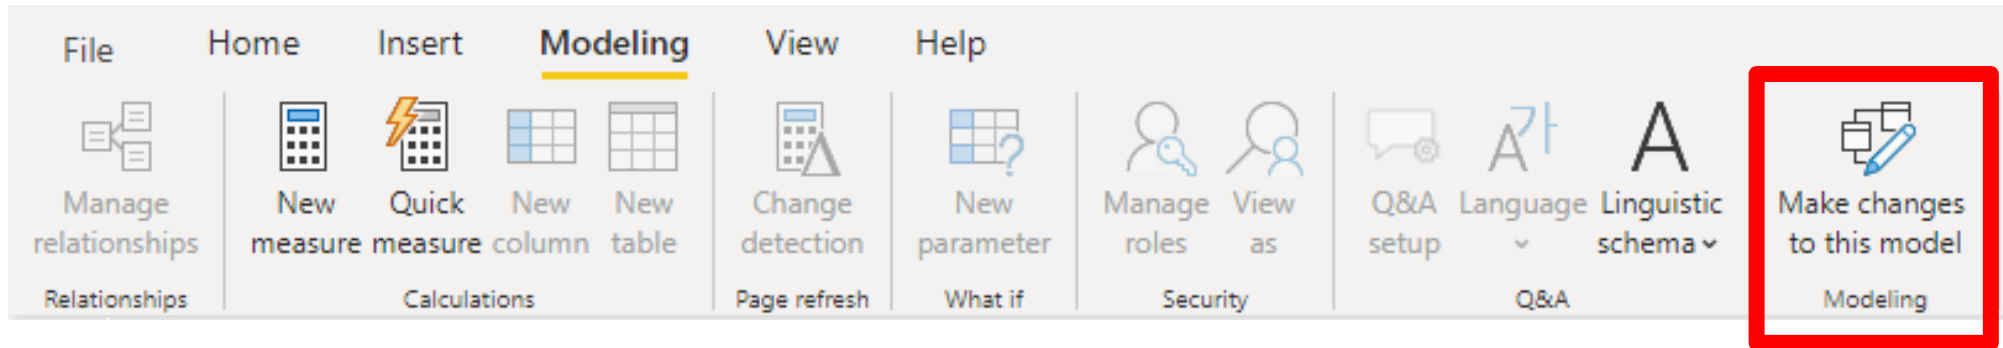 File Home Insert Modeling View Help
Manage relationships
New measure
Quick measure
New column
New table
Change detection
New parameter
Manage roles
View as
Q&A setup
Language
Linguistic schema
Make changes to this model
Relationships
Calculations
Page refresh
What if
Security
Q&A
Modeling